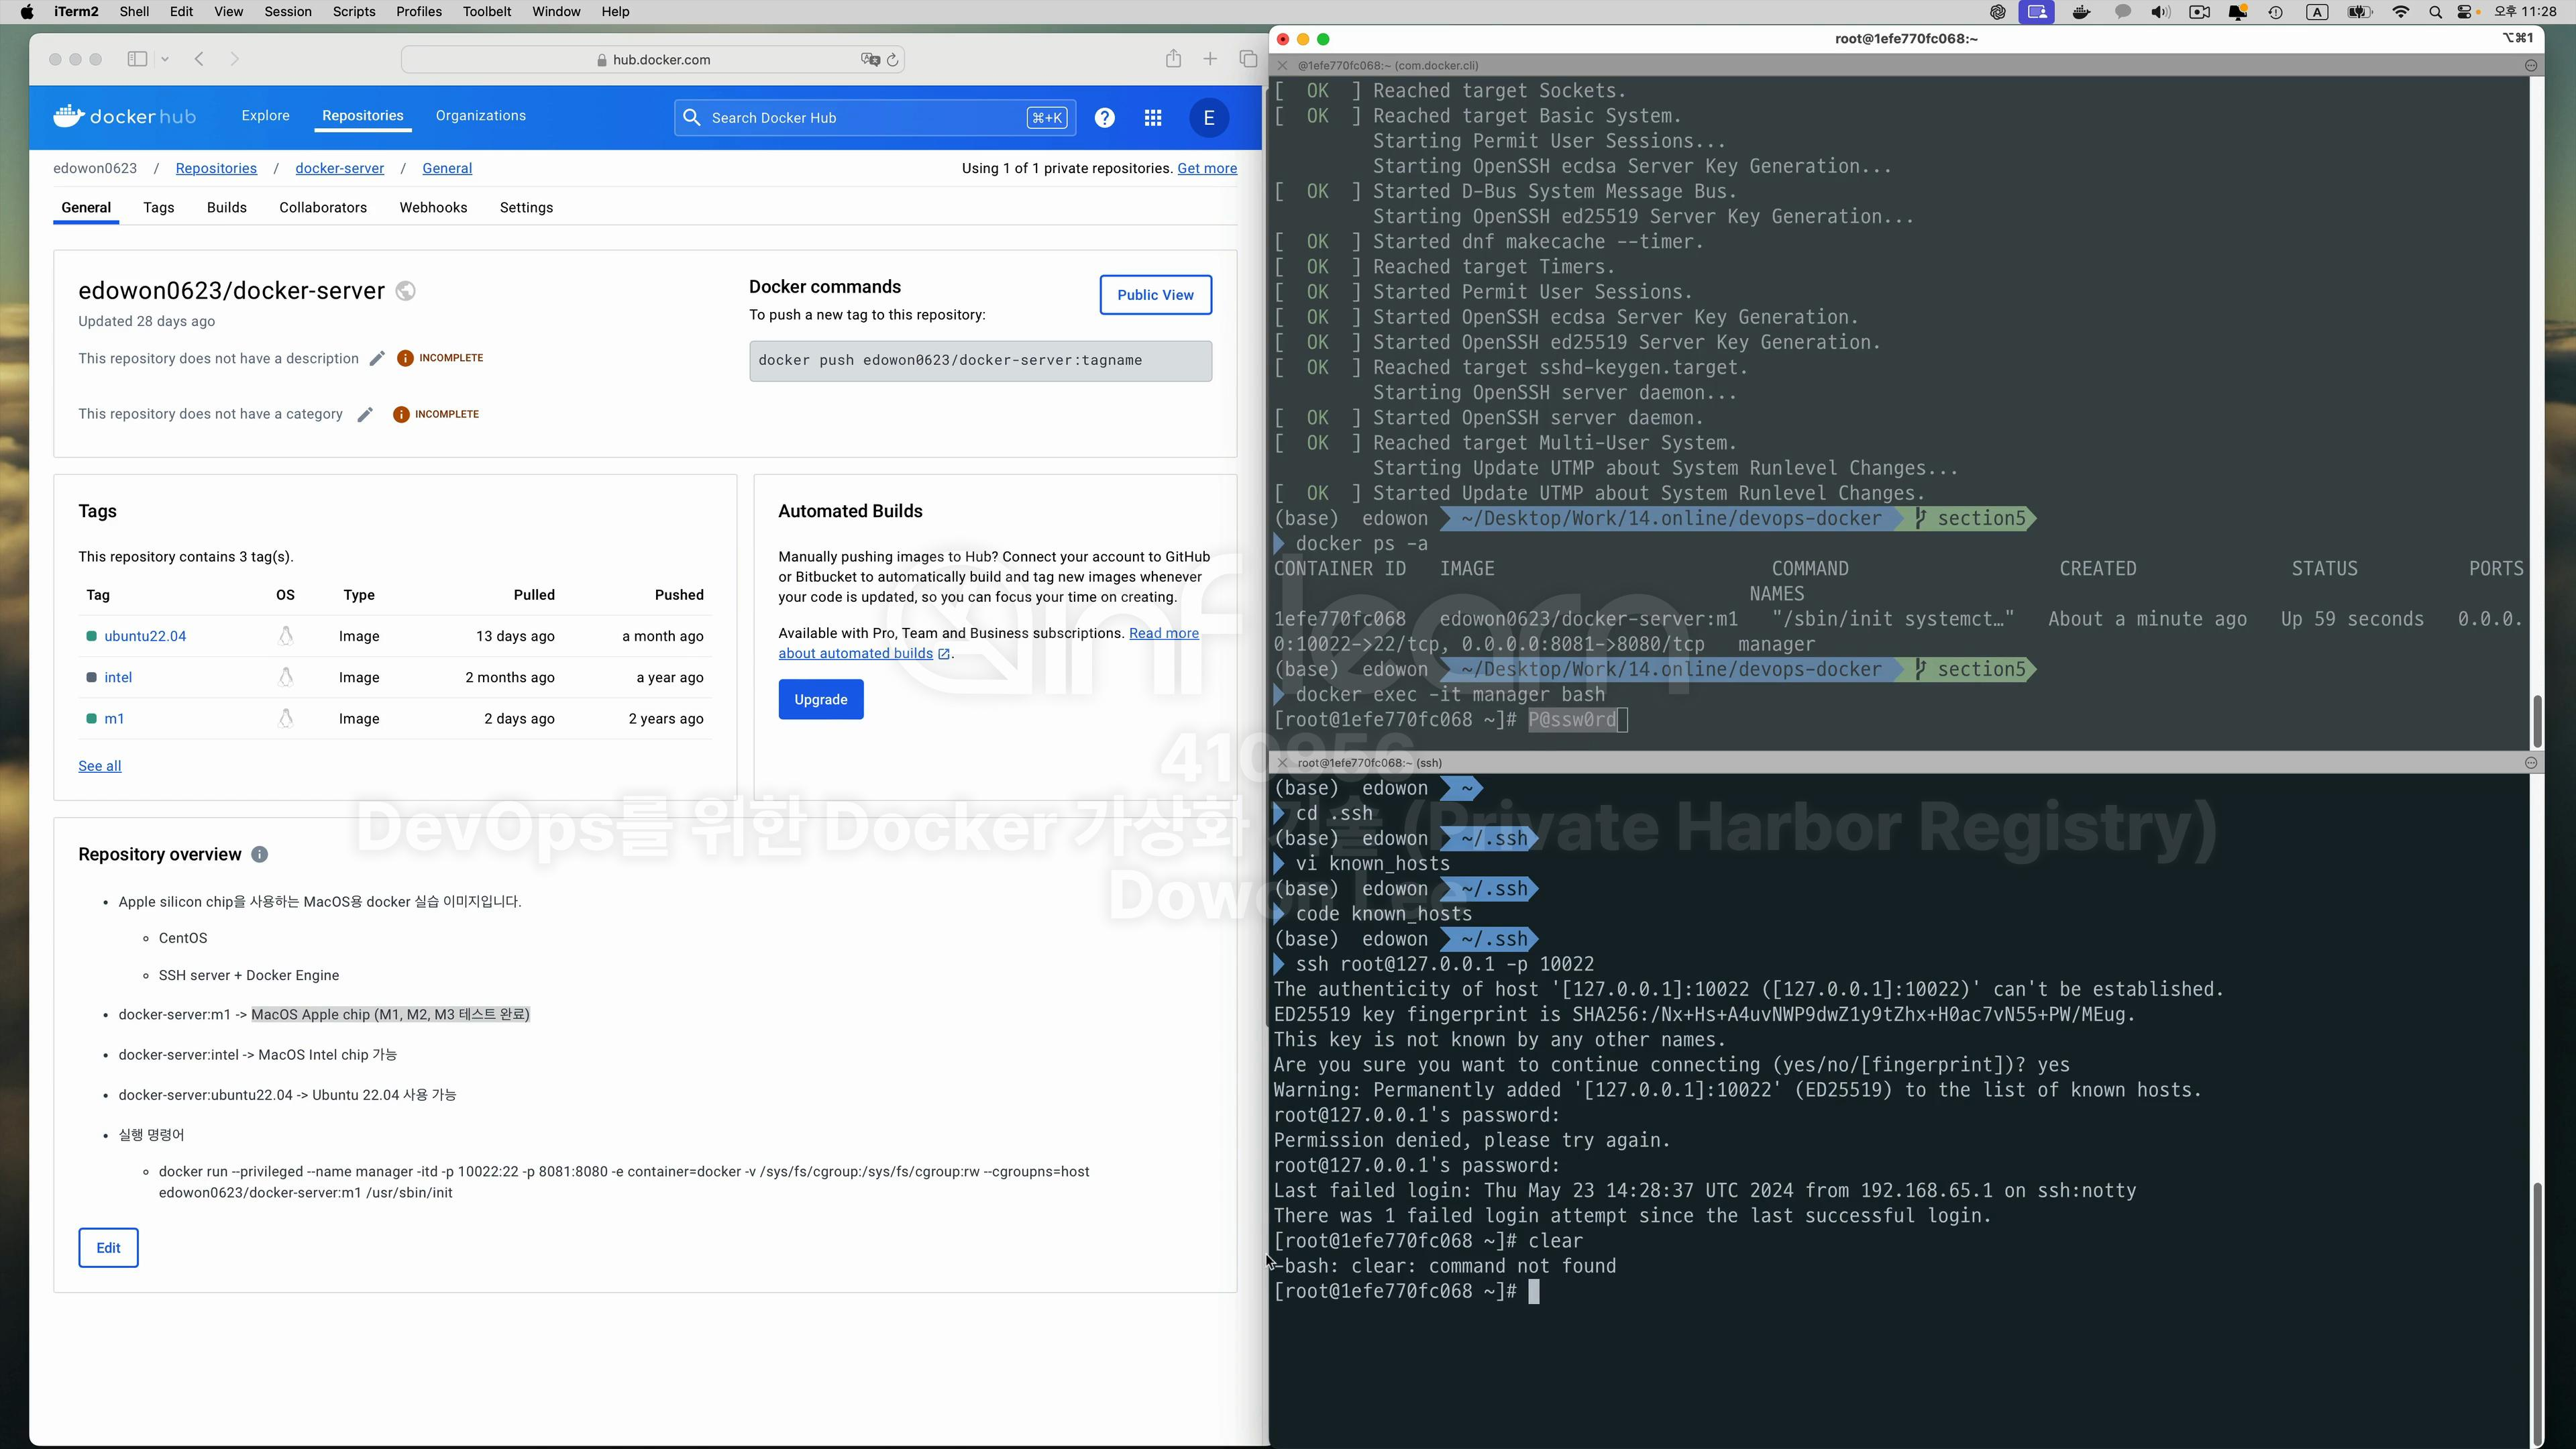 iTerm2 Shell Edit View Session Scripts Profiles Toolbelt Window Help
A 오후 11:28
hub.docker.com
docker hub Explore Repositories Organizations Search Docker Hub ⌘+K ? E
edowon0623 / Repositories / docker-server / General Using 1 of 1 private repositories. Get more
General Tags Builds Collaborators Webhooks Settings
edowon0623/docker-server
Updated 28 days ago
This repository does not have a description INCOMPLETE
This repository does not have a category INCOMPLETE
Docker commands
To push a new tag to this repository:
Public View
docker push edowon0623/docker-server:tagname
Tags
This repository contains 3 tag(s).
Tag OS Type Pulled Pushed
ubuntu22.04 Image 13 days ago a month ago
intel Image 2 months ago a year ago
m1 Image 2 days ago 2 years ago
See all
Automated Builds
Manually pushing images to Hub? Connect your account to GitHub
or Bitbucket to automatically build and tag new images whenever
your code is updated, so you can focus your time on creating.
Available with Pro, Team and Business subscriptions. Read more
about automated builds .
Upgrade
Repository overview
• Apple silicon chip을 사용하는 MacOS용 docker 실습 이미지입니다.
◦ CentOS
◦ SSH server + Docker Engine
• docker-server:m1 -> MacOS Apple chip (M1, M2, M3 테스트 완료)
• docker-server:intel -> MacOS Intel chip 가능
• docker-server:ubuntu22.04 -> Ubuntu 22.04 사용 가능
• 실행 명령어
◦ docker run --privileged --name manager -itd -p 10022:22 -p 8081:8080 -e container=docker -v /sys/fs/cgroup:/sys/fs/cgroup:rw --cgroupns=host
edowon0623/docker-server:m1 /usr/sbin/init
Edit
root@1efe770fc068:~ ⌥⌘1
@1efe770fc068:~ (com.docker.cli)
[ OK ] Reached target Sockets.
[ OK ] Reached target Basic System.
Starting Permit User Sessions...
Starting OpenSSH ecdsa Server Key Generation...
[ OK ] Started D-Bus System Message Bus.
Starting OpenSSH ed25519 Server Key Generation...
[ OK ] Started dnf makecache --timer.
[ OK ] Reached target Timers.
[ OK ] Started Permit User Sessions.
[ OK ] Started OpenSSH ecdsa Server Key Generation.
[ OK ] Started OpenSSH ed25519 Server Key Generation.
[ OK ] Reached target sshd-keygen.target.
Starting OpenSSH server daemon...
[ OK ] Started OpenSSH server daemon.
[ OK ] Reached target Multi-User System.
Starting Update UTMP about System Runlevel Changes...
[ OK ] Started Update UTMP about System Runlevel Changes.
(base) edowon ~/Desktop/Work/14.online/devops-docker section5
docker ps -a
CONTAINER ID IMAGE COMMAND CREATED STATUS PORTS
NAMES
1efe770fc068 edowon0623/docker-server:m1 "/sbin/init systemct…" About a minute ago Up 59 seconds 0.0.0.
0:10022->22/tcp, 0.0.0.0:8081->8080/tcp manager
(base) edowon ~/Desktop/Work/14.online/devops-docker section5
docker exec -it manager bash
[root@1efe770fc068 ~]# P@ssw0rd
root@1efe770fc068:~ (ssh)
(base) edowon ~
cd .ssh
(base) edowon ~/.ssh
vi known_hosts
(base) edowon ~/.ssh
code known_hosts
(base) edowon ~/.ssh
ssh root@127.0.0.1 -p 10022
The authenticity of host '[127.0.0.1]:10022 ([127.0.0.1]:10022)' can't be established.
ED25519 key fingerprint is SHA256:/Nx+Hs+A4uvNWP9dwZ1y9tZhx+H0ac7vN55+PW/MEug.
This key is not known by any other names.
Are you sure you want to continue connecting (yes/no/[fingerprint])? yes
Warning: Permanently added '[127.0.0.1]:10022' (ED25519) to the list of known hosts.
root@127.0.0.1's password:
Permission denied, please try again.
root@127.0.0.1's password:
Last failed login: Thu May 23 14:28:37 UTC 2024 from 192.168.65.1 on ssh:notty
There was 1 failed login attempt since the last successful login.
[root@1efe770fc068 ~]# clear
-bash: clear: command not found
[root@1efe770fc068 ~]#
inflearn
410956
DevOps를 위한 Docker 가상화 기술 (Private Harbor Registry)
Dowon Lee